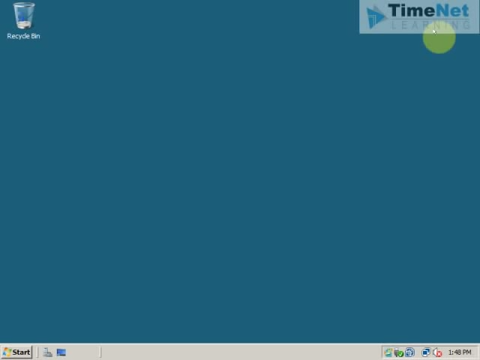 TimeNet
LEARNING
Recycle Bin
Start
1:48 PM